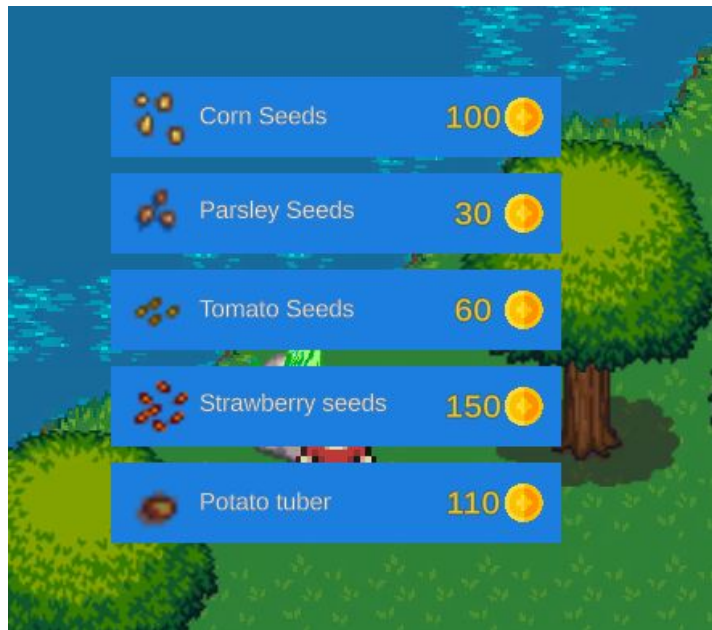 Corn Seeds 100
Parsley Seeds 30
Tomato Seeds 60
Strawberry seeds 150
Potato tuber 110